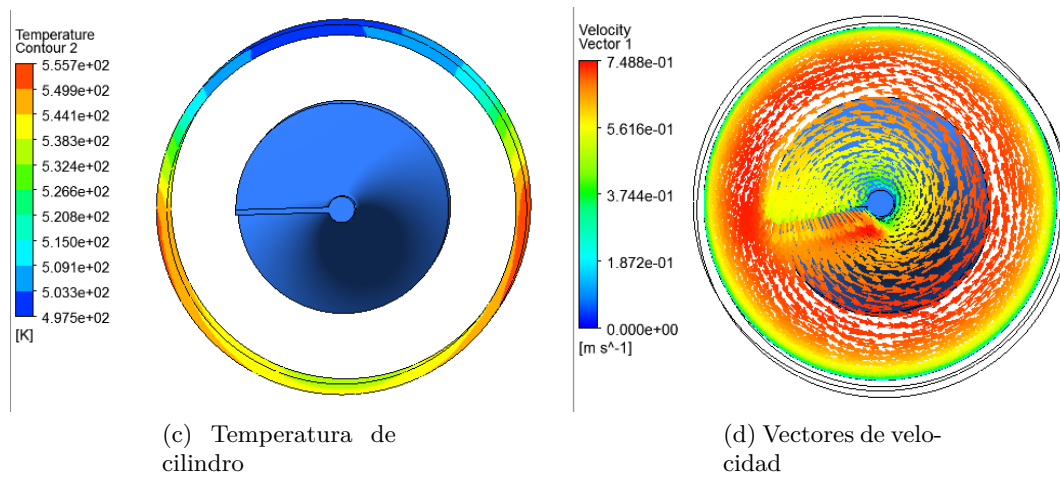 Temperature
Contour 2
5.557e+02
5.499e+02
5.441e+02
5.383e+02
5.324e+02
5.266e+02
5.208e+02
5.150e+02
5.091e+02
5.033e+02
4.975e+02
[K]
(c) Temperatura de
cilindro
Velocity
Vector 1
7.488e-01
5.616e-01
3.744e-01
1.872e-01
0.000e+00
[m s^-1]
(d) Vectores de velo-
cidad